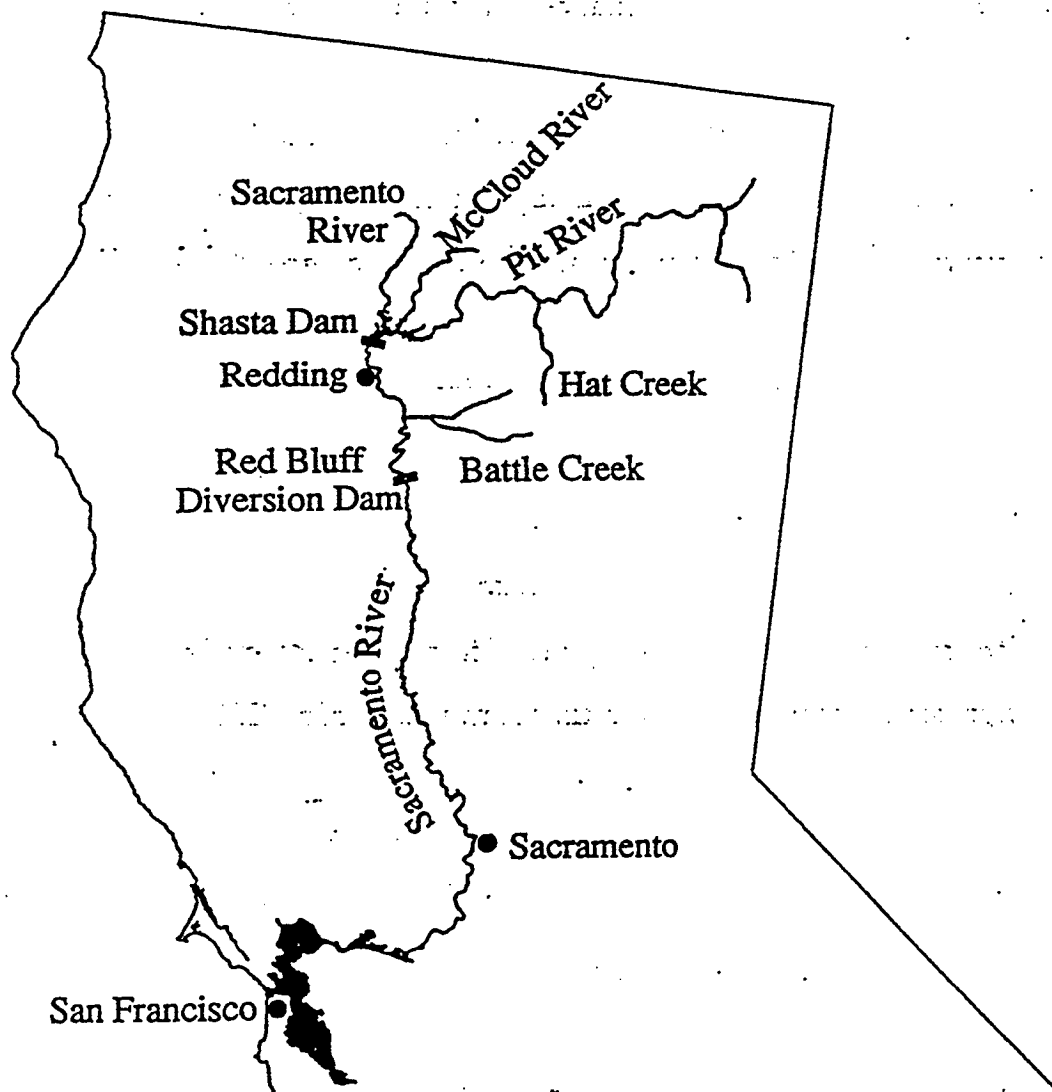 McCloud River
Sacramento
River
Pit River
Shasta Dam
Redding
Hat Creek
Red Bluff
Diversion Dam
Battle Creek
Sacramento River
Sacramento
San Francisco